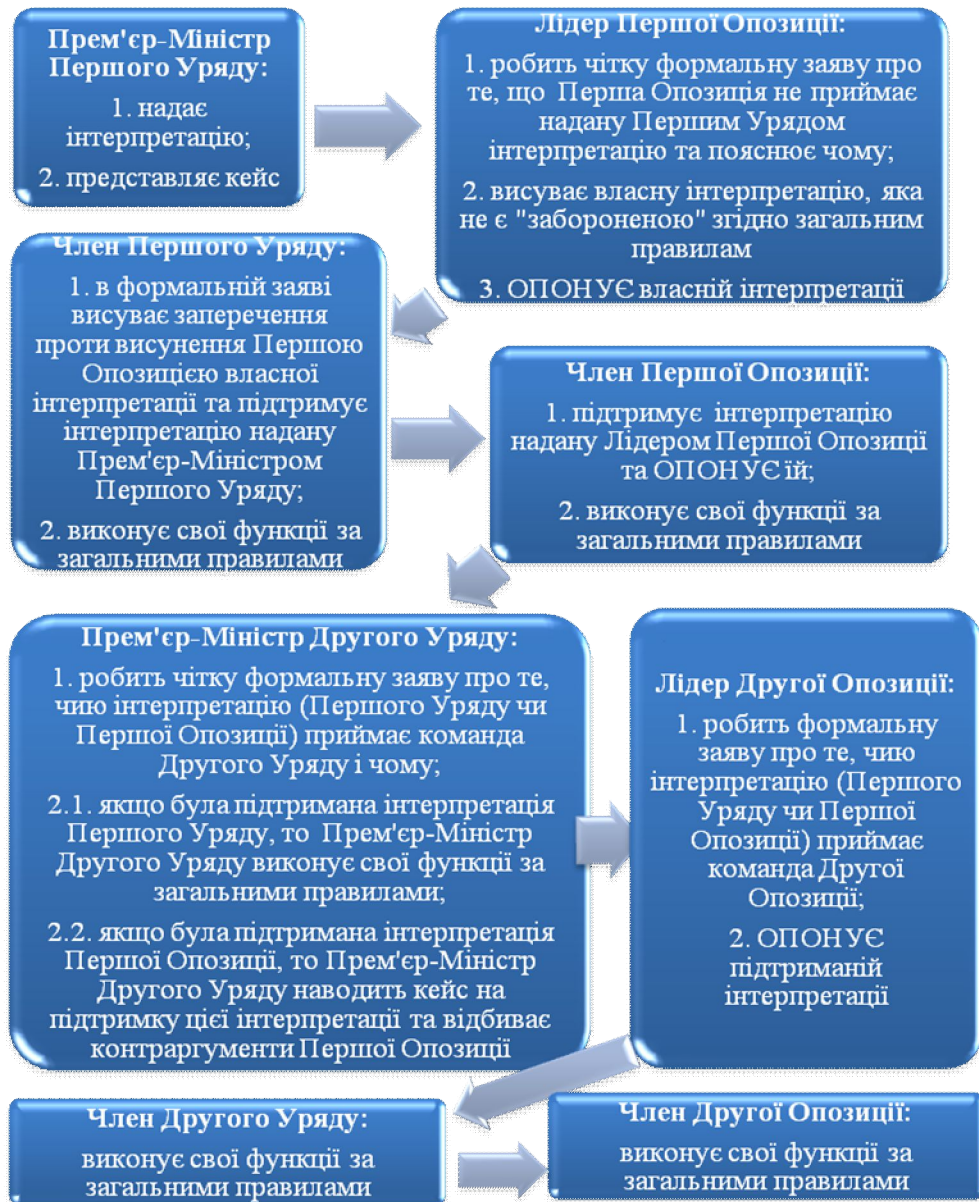 Прем'єр-Міністр
Першого Уряду:
1. надає
інтерпретацію;
2. представляє кейс
Лідер Першої Опозиції:
1. робить чітку формальну заяву про
те, що Перша Опозиція не приймає
надану Першим Урядом
інтерпретацію та пояснює чому;
2. висуває власну інтерпретацію, яка
не є "забороненою" згідно загальним
правилам
3. ОПОНУЄ власній інтерпретації
Член Першого Уряду:
1. в формальній заяві
висуває заперечення
проти висунення Першою
Опозицією власної
інтерпретації та підтримує
інтерпретацію надану
Прем'єр-Міністром
Першого Уряду;
2. виконує свої функції за
загальними правилами
Член Першої Опозиції:
1. підтримує інтерпретацію
надану Лідером Першої Опозиції
та ОПОНУЄ їй;
2. виконує свої функції за
загальними правилами
Прем'єр-Міністр Другого Уряду:
1. робить чітку формальну заяву про те,
чию інтерпретацію (Першого Уряду чи
Першої Опозиції) приймає команда
Другого Уряду і чому;
2.1. якщо була підтримана інтерпретація
Першого Уряду, то Прем'єр-Міністр
Другого Уряду виконує свої функції за
загальними правилами;
2.2. якщо була підтримана інтерпретація
Першої Опозиції, то Прем'єр-Міністр
Другого Уряду наводить кейс на
підтримку цієї інтерпретації та відбиває
контраргументи Першої Опозиції
Лідер Другої Опозиції:
1. робить формальну
заяву про те, чию
інтерпретацію (Першого
Уряду чи Першої
Опозиції) приймає
команда Другої
Опозиції;
2. ОПОНУЄ
підтриманій
інтерпретації
Член Другого Уряду:
виконує свої функції за
загальними правилами
Член Другої Опозиції:
виконує свої функції за
загальними правилами